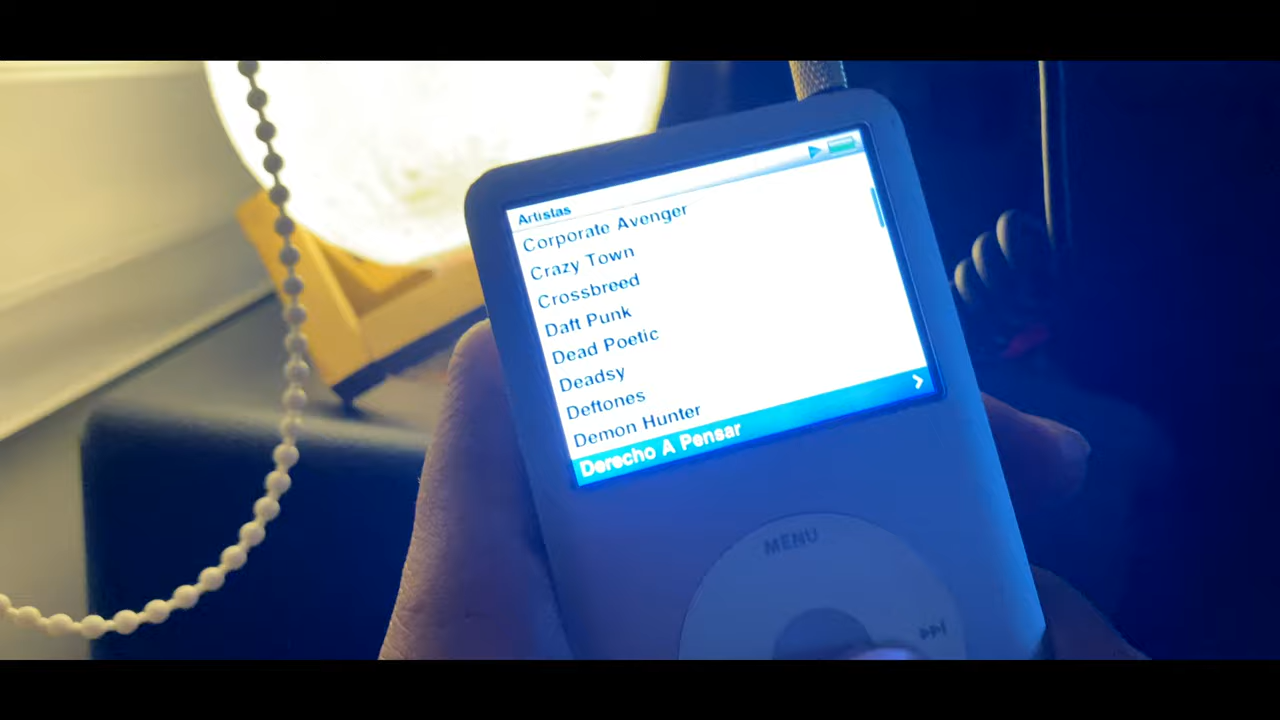 Artistas
Corporate Avenger
Crazy Town
Crossbreed
Daft Punk
Dead Poetic
Deadsy
Deftones
Demon Hunter
Derecho A Pensar
MENU